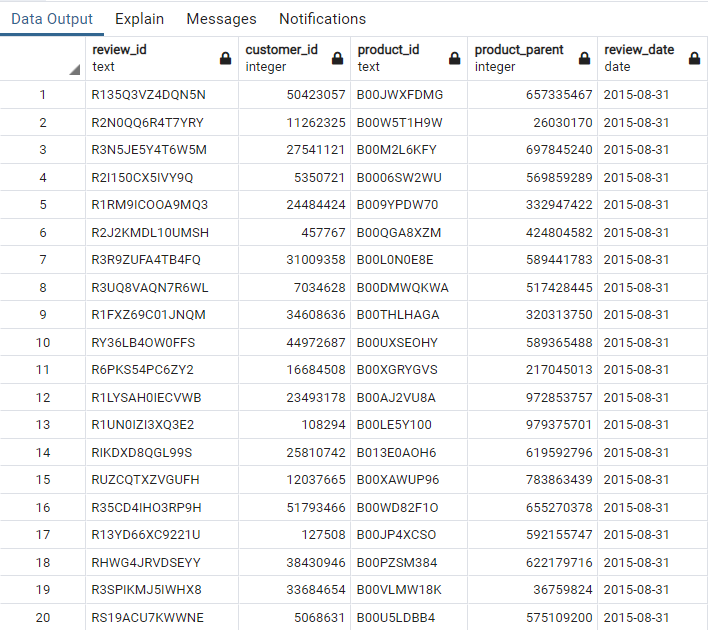 Data Output Explain Messages Notifications
review_id customer_id product_id product_parent review_date
text integer text integer date
1 R135Q3VZ4DQN5N 50423057 B00JWXFDMG 657335467 2015-08-31
2 R2N0QQ6R4T7YRY 11262325 B00W5T1H9W 26030170 2015-08-31
3 R3N5JE5Y4T6W5M 27541121 B00M2L6KFY 697845240 2015-08-31
4 R2I150CX5IVY9Q 5350721 B0006SW2WU 569859289 2015-08-31
5 R1RM9ICOOA9MQ3 24484424 B009YPDW70 332947422 2015-08-31
6 R2J2KMDL10UMSH 457767 B00QGA8XZM 424804582 2015-08-31
7 R3R9ZUFA4TB4FQ 31009358 B00L0N0E8E 589441783 2015-08-31
8 R3UQ8VAQN7R6WL 7034628 B00DMWQKWA 517428445 2015-08-31
9 R1FXZ69C01JNQM 34608636 B00THLHAGA 320313750 2015-08-31
10 RY36LB4OW0FFS 44972687 B00UXSEOHY 589365488 2015-08-31
11 R6PKS54PC6ZY2 16684508 B00XGRYGVS 217045013 2015-08-31
12 R1LYSAH0IECVWB 23493178 B00AJ2VU8A 972853757 2015-08-31
13 R1UN0IZI3XQ3E2 108294 B00LE5Y100 979375701 2015-08-31
14 RIKDXD8QGL99S 25810742 B013E0AOH6 619592796 2015-08-31
15 RUZCQTXZVGUFH 12037665 B00XAWUP96 783863439 2015-08-31
16 R35CD4IHO3RP9H 51793466 B00WD82F1O 655270378 2015-08-31
17 R13YD66XC9221U 127508 B00JP4XCSO 592155747 2015-08-31
18 RHWG4JRVDSEYY 38430946 B00PZSM384 622179716 2015-08-31
19 R3SPIKMJ5IWHX8 33684654 B00VLMW18K 36759824 2015-08-31
20 RS19ACU7KWWNE 5068631 B00U5LDBB4 575109200 2015-08-31